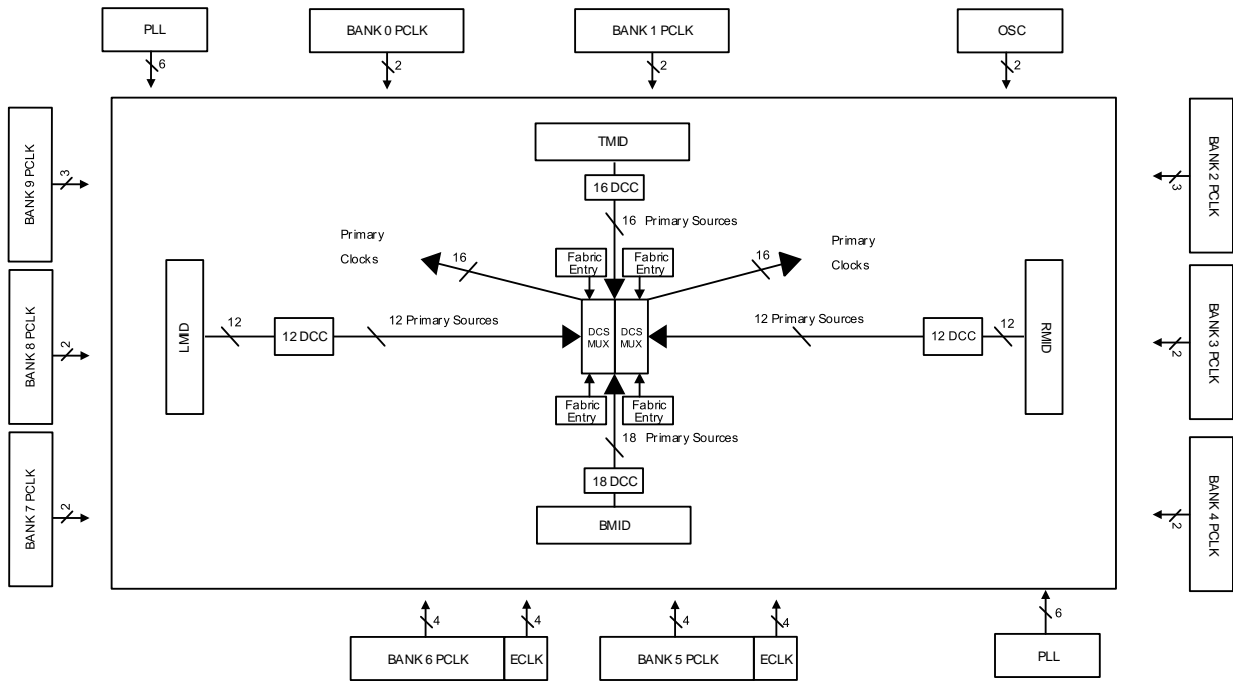 PLL
BANK 0 PCLK
BANK 1 PCLK
OSC
6
2
2
2
BANK 9 PCLK
3
BANK 2 PCLK
3
TMID
16 DCC
16 Primary Sources
Primary
Clocks
16
Fabric
Entry
Fabric
Entry
16
Primary
Clocks
BANK 8 PCLK
2
LMID
12
12 DCC
12 Primary Sources
DCS
MUX
DCS
MUX
12 Primary Sources
12 DCC
12
RMID
BANK 3 PCLK
2
Fabric
Entry
Fabric
Entry
18 Primary Sources
18 DCC
BMID
BANK 7 PCLK
2
BANK 4 PCLK
2
4
4
4
4
6
BANK 6 PCLK
ECLK
BANK 5 PCLK
ECLK
PLL